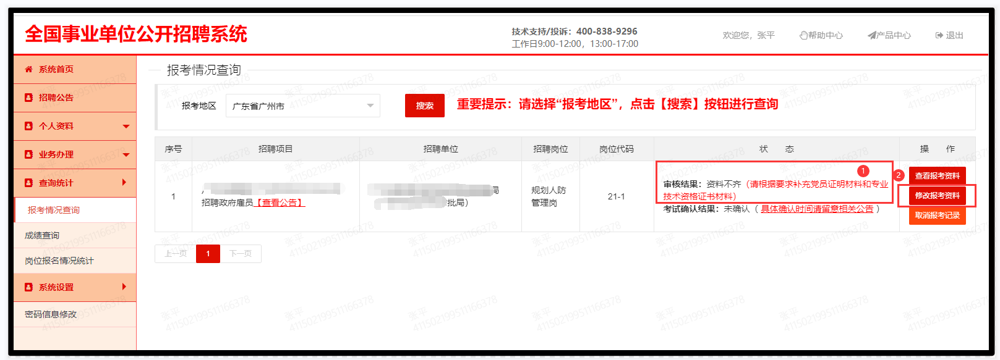 全国事业单位公开招聘系统
技术支持/投诉：400-838-9296
工作日9:00-12:00，13:00-17:00
欢迎您，张平
帮助中心
产品中心
退出
系统首页
招聘公告
个人资料
业务办理
查询统计
报考情况查询
成绩查询
岗位报名情况统计
系统设置
密码信息修改
报考情况查询
报考地区 广东省广州市 搜索 重要提示：请选择“报考地区”，点击【搜索】按钮进行查询
序号 招聘项目 招聘单位 招聘岗位 岗位代码 状 态 操 作
1
招聘政府雇员【查看公告】
局
批局）
规划人防
管理岗
21-1
1
审核结果：资料不齐（请根据要求补充党员证明材料和专业
技术资格证书材料）
考试确认结果：未确认（ 具体确认时间请留意相关公告 ）
2
查看报考资料
修改报考资料
取消报考记录
上一页 1 下一页
张平
411502199511166378